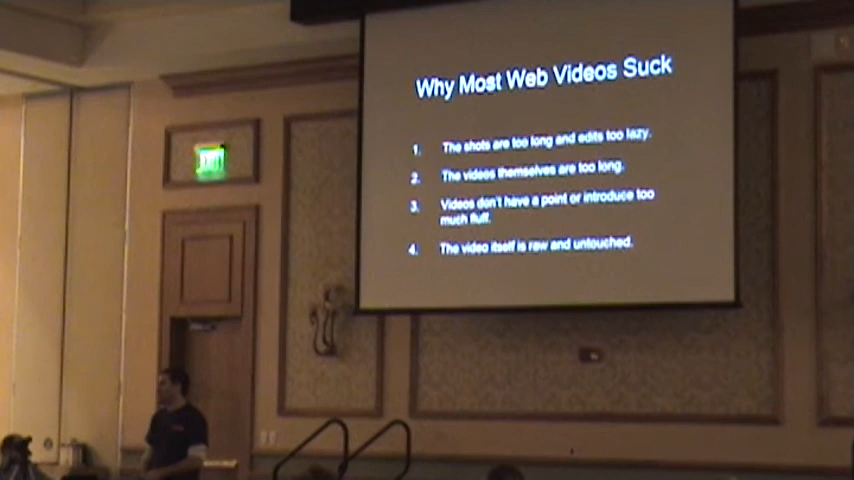 Why Most Web Videos Suck
1. The shots are too long and edits too lazy.
2. The videos themselves are too long.
3. Videos don't have a point or introduce too
much fluff.
4. The video itself is raw and untouched.
EXIT